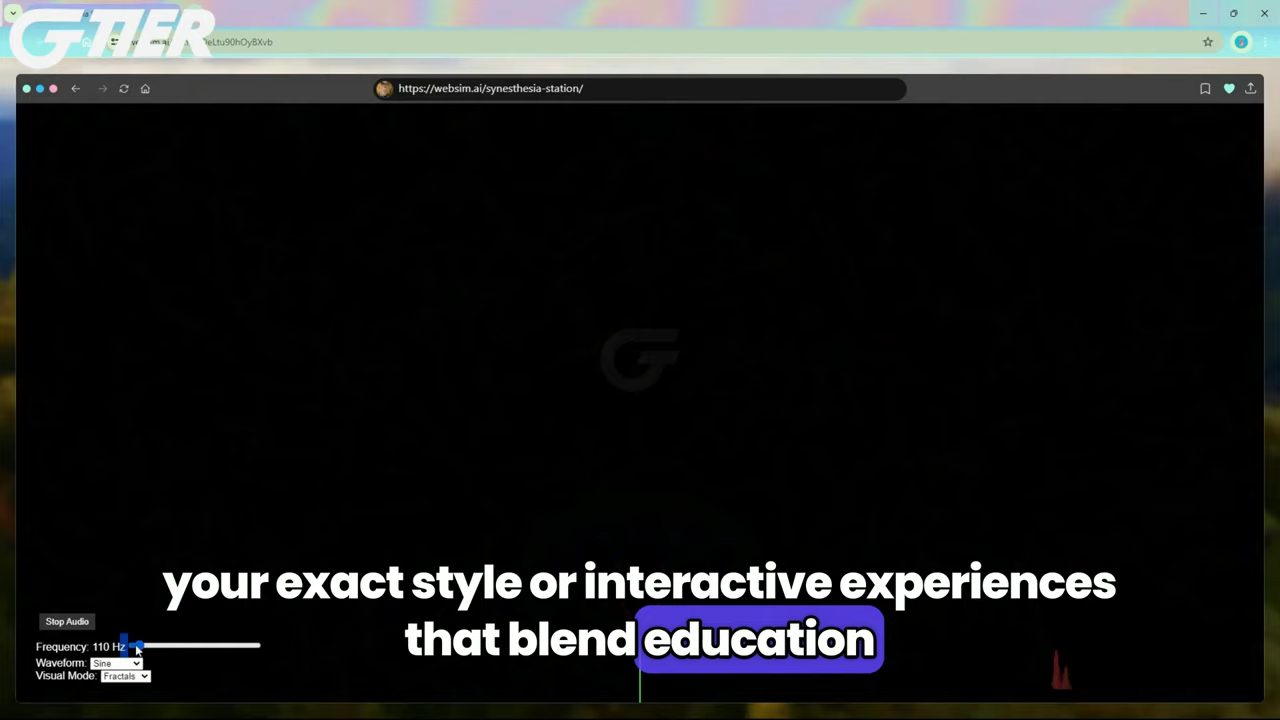 GTIER
https://websim.ai/synesthesia-station/
your exact style or interactive experiences
that blend education
Stop Audio
Frequency: 110 Hz
Waveform: Sine
Visual Mode: Fractals